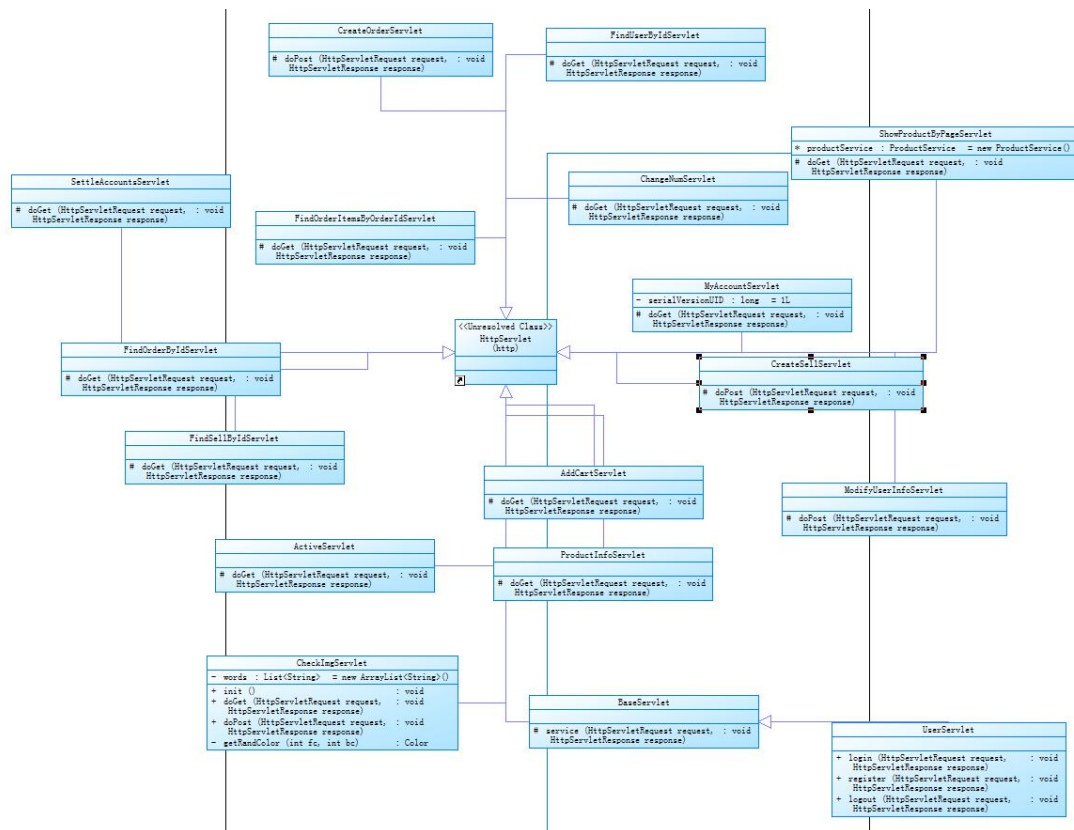 CreateOrderServlet
# doPost (HttpServletRequest request, : void
HttpServletResponse response)
FindUserByIdServlet
# doGet (HttpServletRequest request, : void
HttpServletResponse response)
ShowProductByPageServlet
* productService : ProductService = new ProductService()
# doGet (HttpServletRequest request, : void
HttpServletResponse response)
SettleAccountsServlet
# doGet (HttpServletRequest request, : void
HttpServletResponse response)
ChangeNumServlet
# doGet (HttpServletRequest request, : void
HttpServletResponse response)
FindOrderItemsByOrderIdServlet
# doGet (HttpServletRequest request, : void
HttpServletResponse response)
MyAccountServlet
- serialVersionUID : long = 1L
# doGet (HttpServletRequest request, : void
HttpServletResponse response)
<<Unresolved Class>>
HttpServlet
(http)
FindOrderByIdServlet
# doGet (HttpServletRequest request, : void
HttpServletResponse response)
CreateSellServlet
# doPost (HttpServletRequest request, : void
HttpServletResponse response)
FindSellByIdServlet
# doGet (HttpServletRequest request, : void
HttpServletResponse response)
AddCartServlet
# doGet (HttpServletRequest request, : void
HttpServletResponse response)
ModifyUserInfoServlet
# doPost (HttpServletRequest request, : void
HttpServletResponse response)
ActiveServlet
# doGet (HttpServletRequest request, : void
HttpServletResponse response)
ProductInfoServlet
# doGet (HttpServletRequest request, : void
HttpServletResponse response)
CheckImgServlet
- words : List<String> = new ArrayList<String>()
+ init () : void
+ doGet (HttpServletRequest request, : void
HttpServletResponse response)
+ doPost (HttpServletRequest request, : void
HttpServletResponse response)
- getRandColor (int fc, int bc) : Color
BaseServlet
# service (HttpServletRequest request, : void
HttpServletResponse response)
UserServlet
+ login (HttpServletRequest request, : void
HttpServletResponse response)
+ register (HttpServletRequest request, : void
HttpServletResponse response)
+ logout (HttpServletRequest request, : void
HttpServletResponse response)